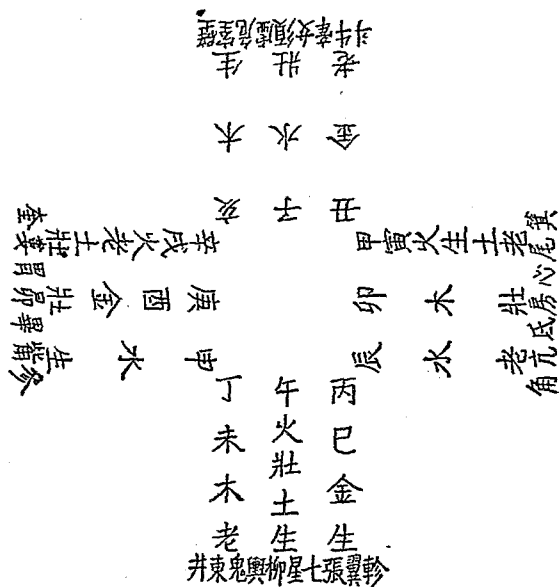 斗牛牽女須虛危室壁
丑金老
子水壯
亥木生
箕尾心房氐亢角
甲寅火生土老
卯木壯
辰水老
奎婁胃昴畢觜參
辛戌火老土壯
庚酉金壯
申水生
丙巳金生
午火壯土生
丁未木老
井東鬼輿柳星七張翼軫